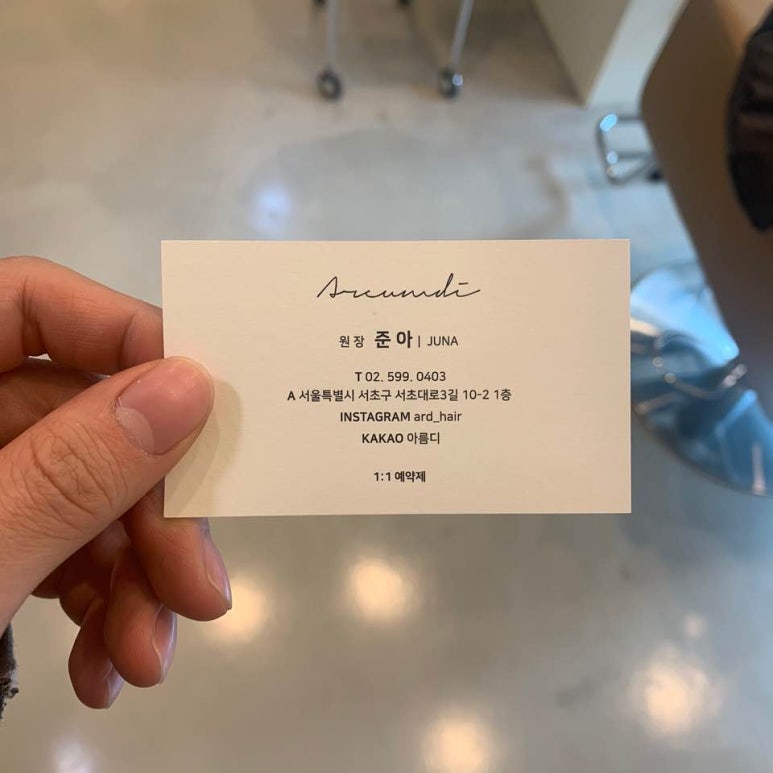 Areumdi
원장 준아 | JUNA
T 02. 599. 0403
A 서울특별시 서초구 서초대로3길 10-2 1층
INSTAGRAM ard_hair
KAKAO 아름디
1:1 예약제